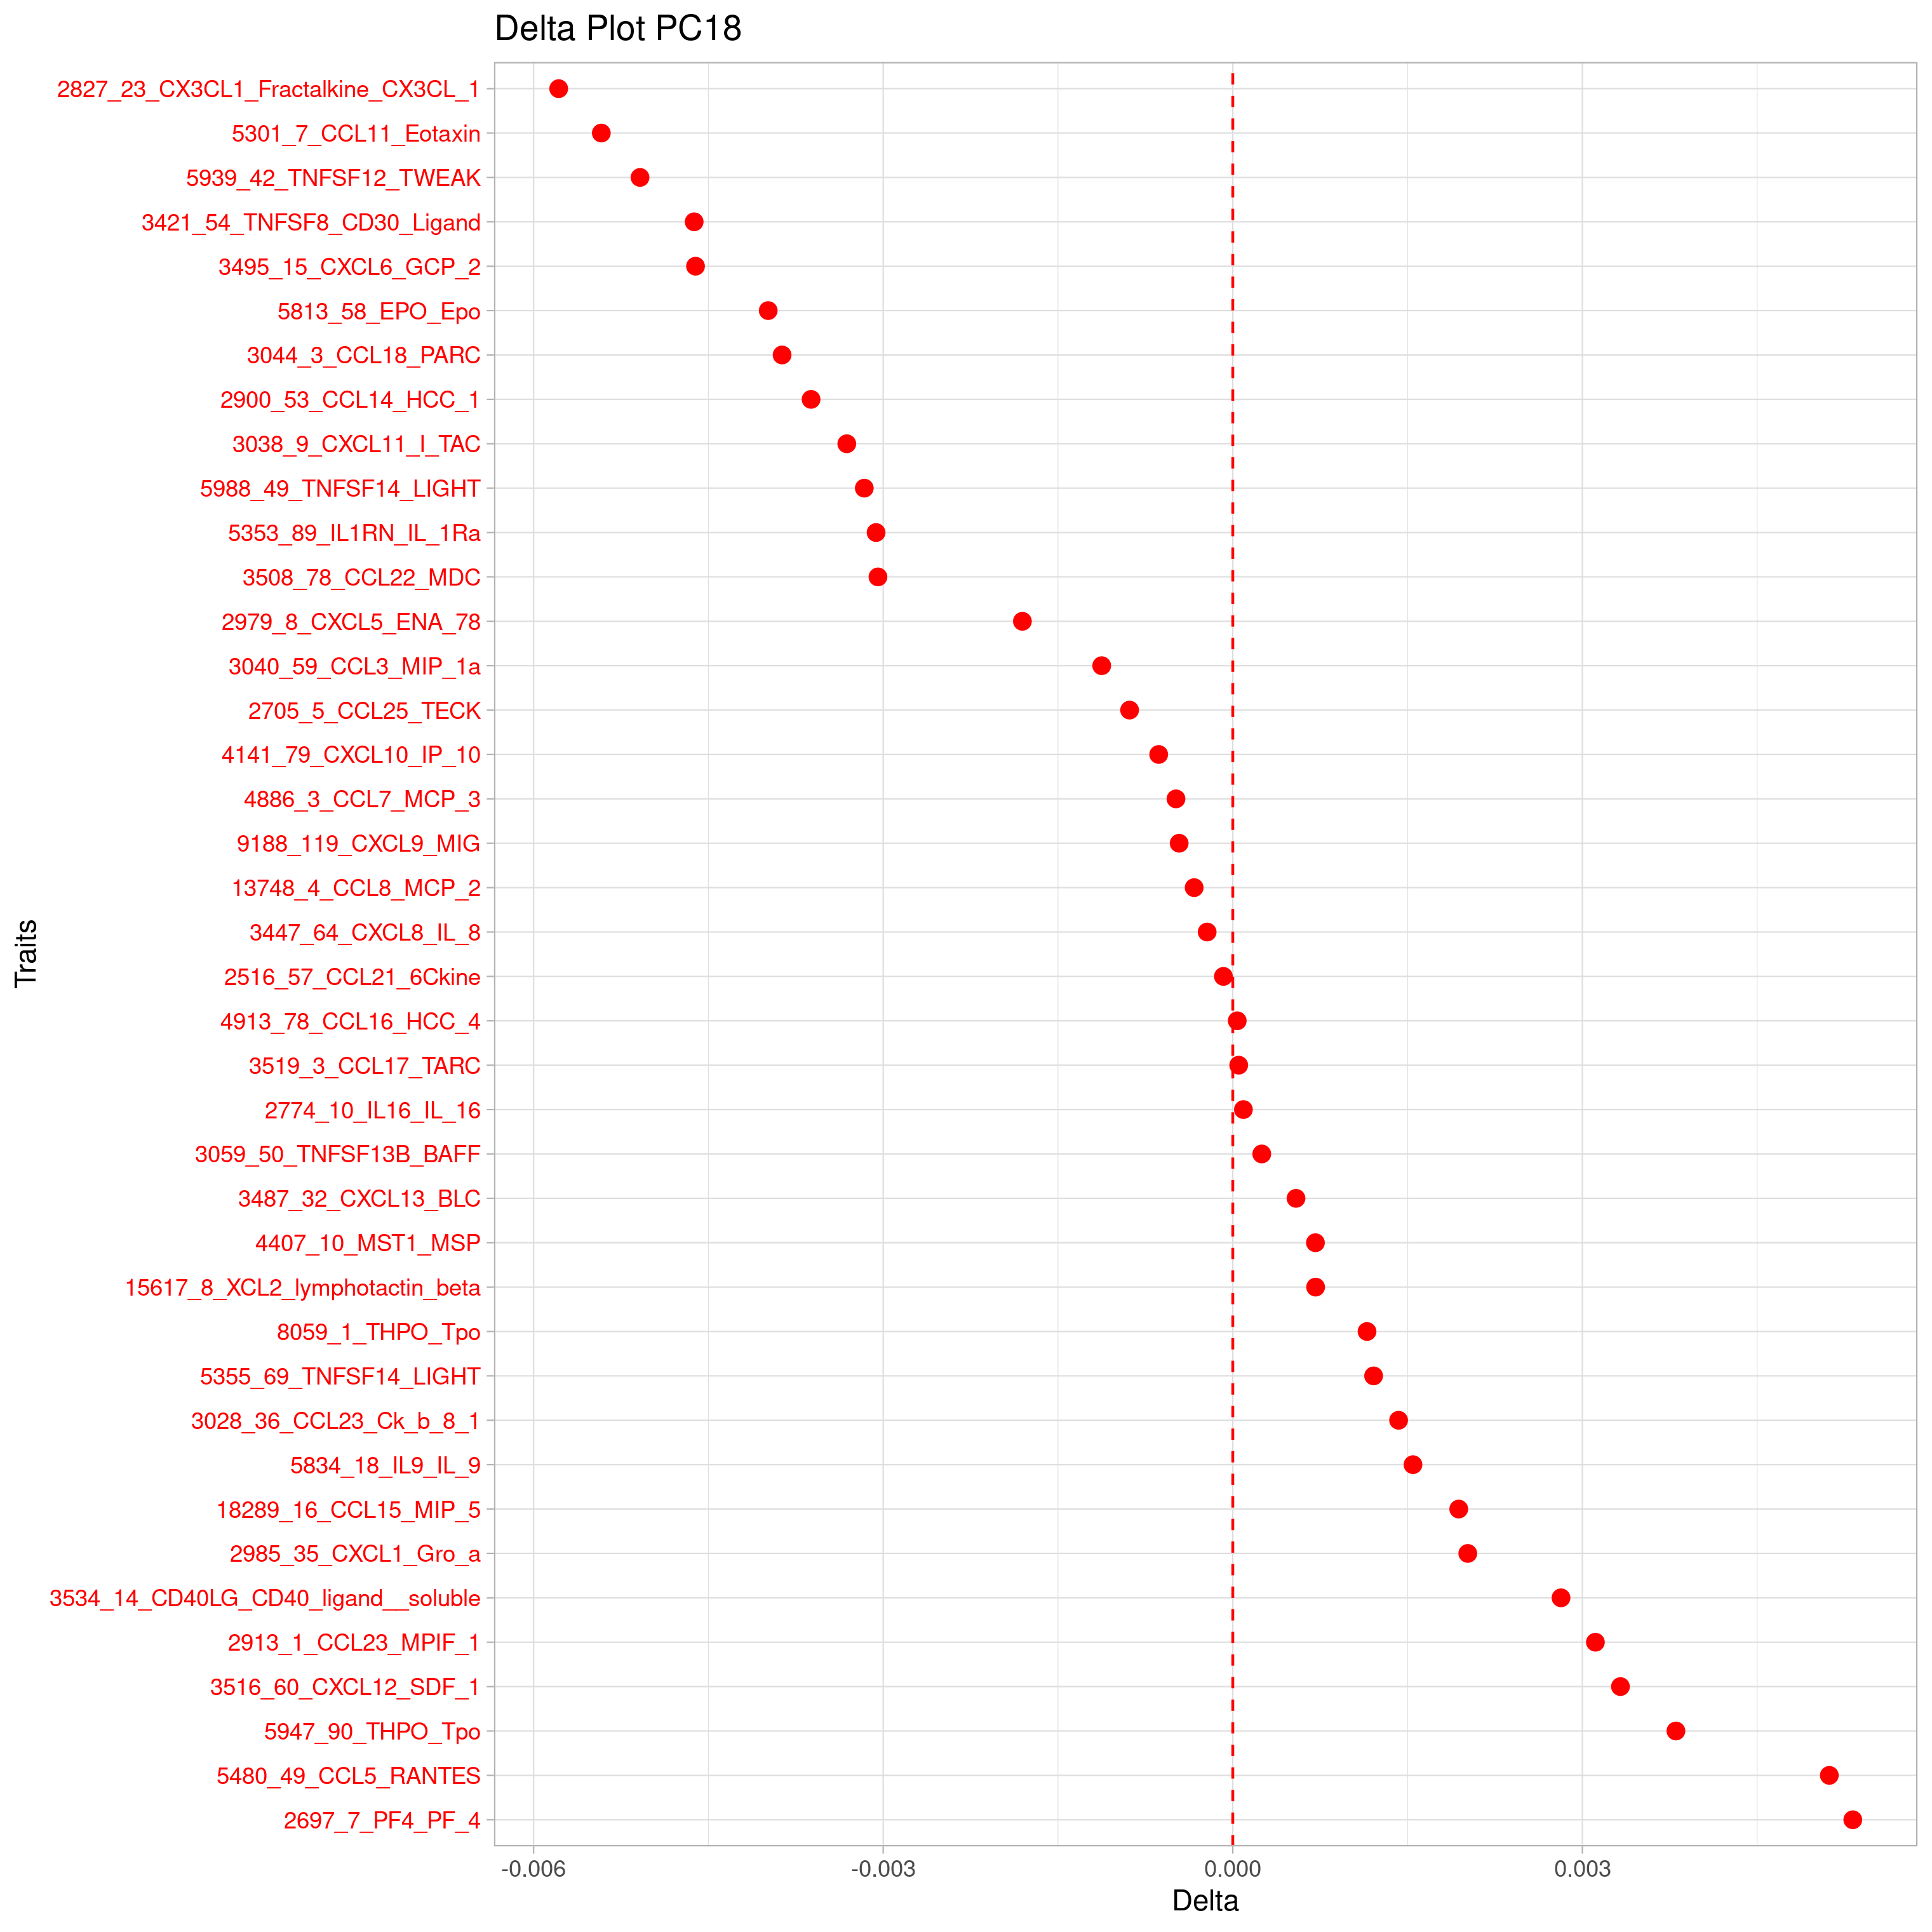 Delta Plot PC18
2827_23_CX3CL1_Fractalkine_CX3CL_1
5301_7_CCL11_Eotaxin
5939_42_TNFSF12_TWEAK
3421_54_TNFSF8_CD30_Ligand
3495_15_CXCL6_GCP_2
5813_58_EPO_Epo
3044_3_CCL18_PARC
2900_53_CCL14_HCC_1
3038_9_CXCL11_I_TAC
5988_49_TNFSF14_LIGHT
5353_89_IL1RN_IL_1Ra
3508_78_CCL22_MDC
2979_8_CXCL5_ENA_78
3040_59_CCL3_MIP_1a
2705_5_CCL25_TECK
4141_79_CXCL10_IP_10
4886_3_CCL7_MCP_3
9188_119_CXCL9_MIG
13748_4_CCL8_MCP_2
3447_64_CXCL8_IL_8
2516_57_CCL21_6Ckine
4913_78_CCL16_HCC_4
3519_3_CCL17_TARC
2774_10_IL16_IL_16
3059_50_TNFSF13B_BAFF
3487_32_CXCL13_BLC
4407_10_MST1_MSP
15617_8_XCL2_lymphotactin_beta
8059_1_THPO_Tpo
5355_69_TNFSF14_LIGHT
3028_36_CCL23_Ck_b_8_1
5834_18_IL9_IL_9
18289_16_CCL15_MIP_5
2985_35_CXCL1_Gro_a
3534_14_CD40LG_CD40_ligand__soluble
2913_1_CCL23_MPIF_1
3516_60_CXCL12_SDF_1
5947_90_THPO_Tpo
5480_49_CCL5_RANTES
2697_7_PF4_PF_4
Traits
-0.006 -0.003 0.000 0.003
Delta